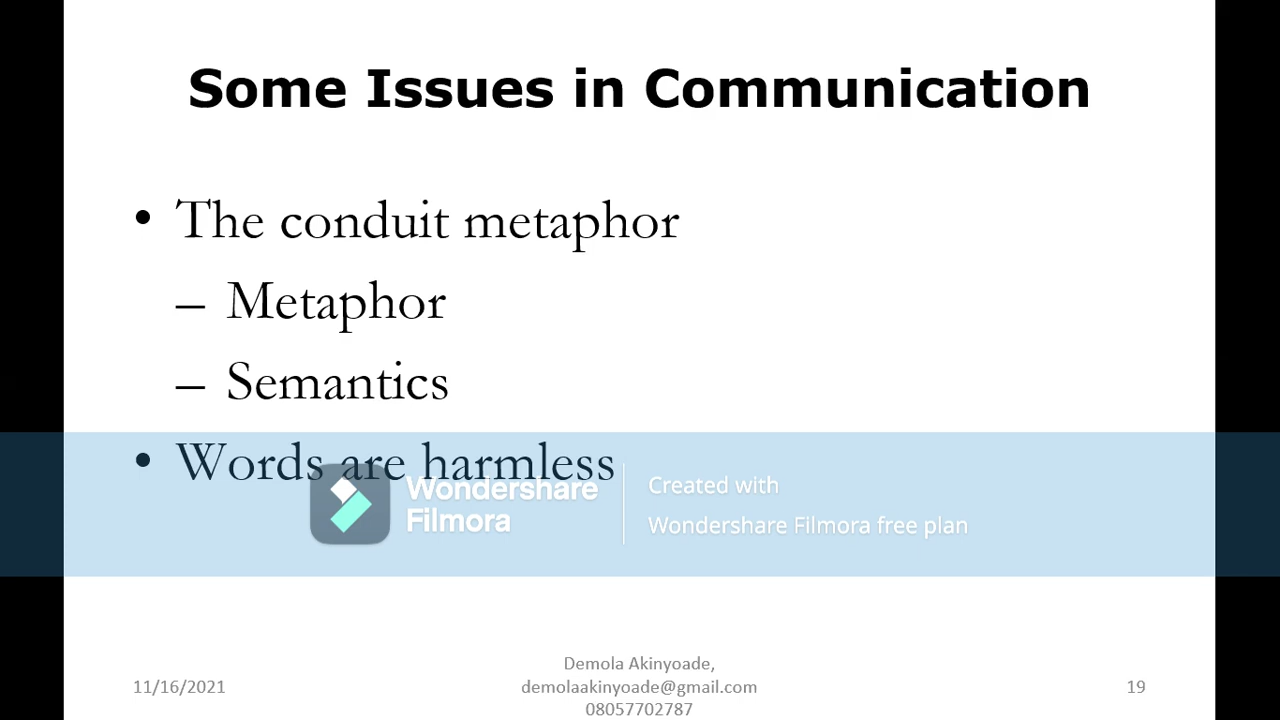 Some Issues in Communication
• The conduit metaphor
– Metaphor
– Semantics
• Words are harmless
Wondershare
Filmora
Created with
Wondershare Filmora free plan
11/16/2021
Demola Akinyoade,
demolaakinyoade@gmail.com
08057702787
19